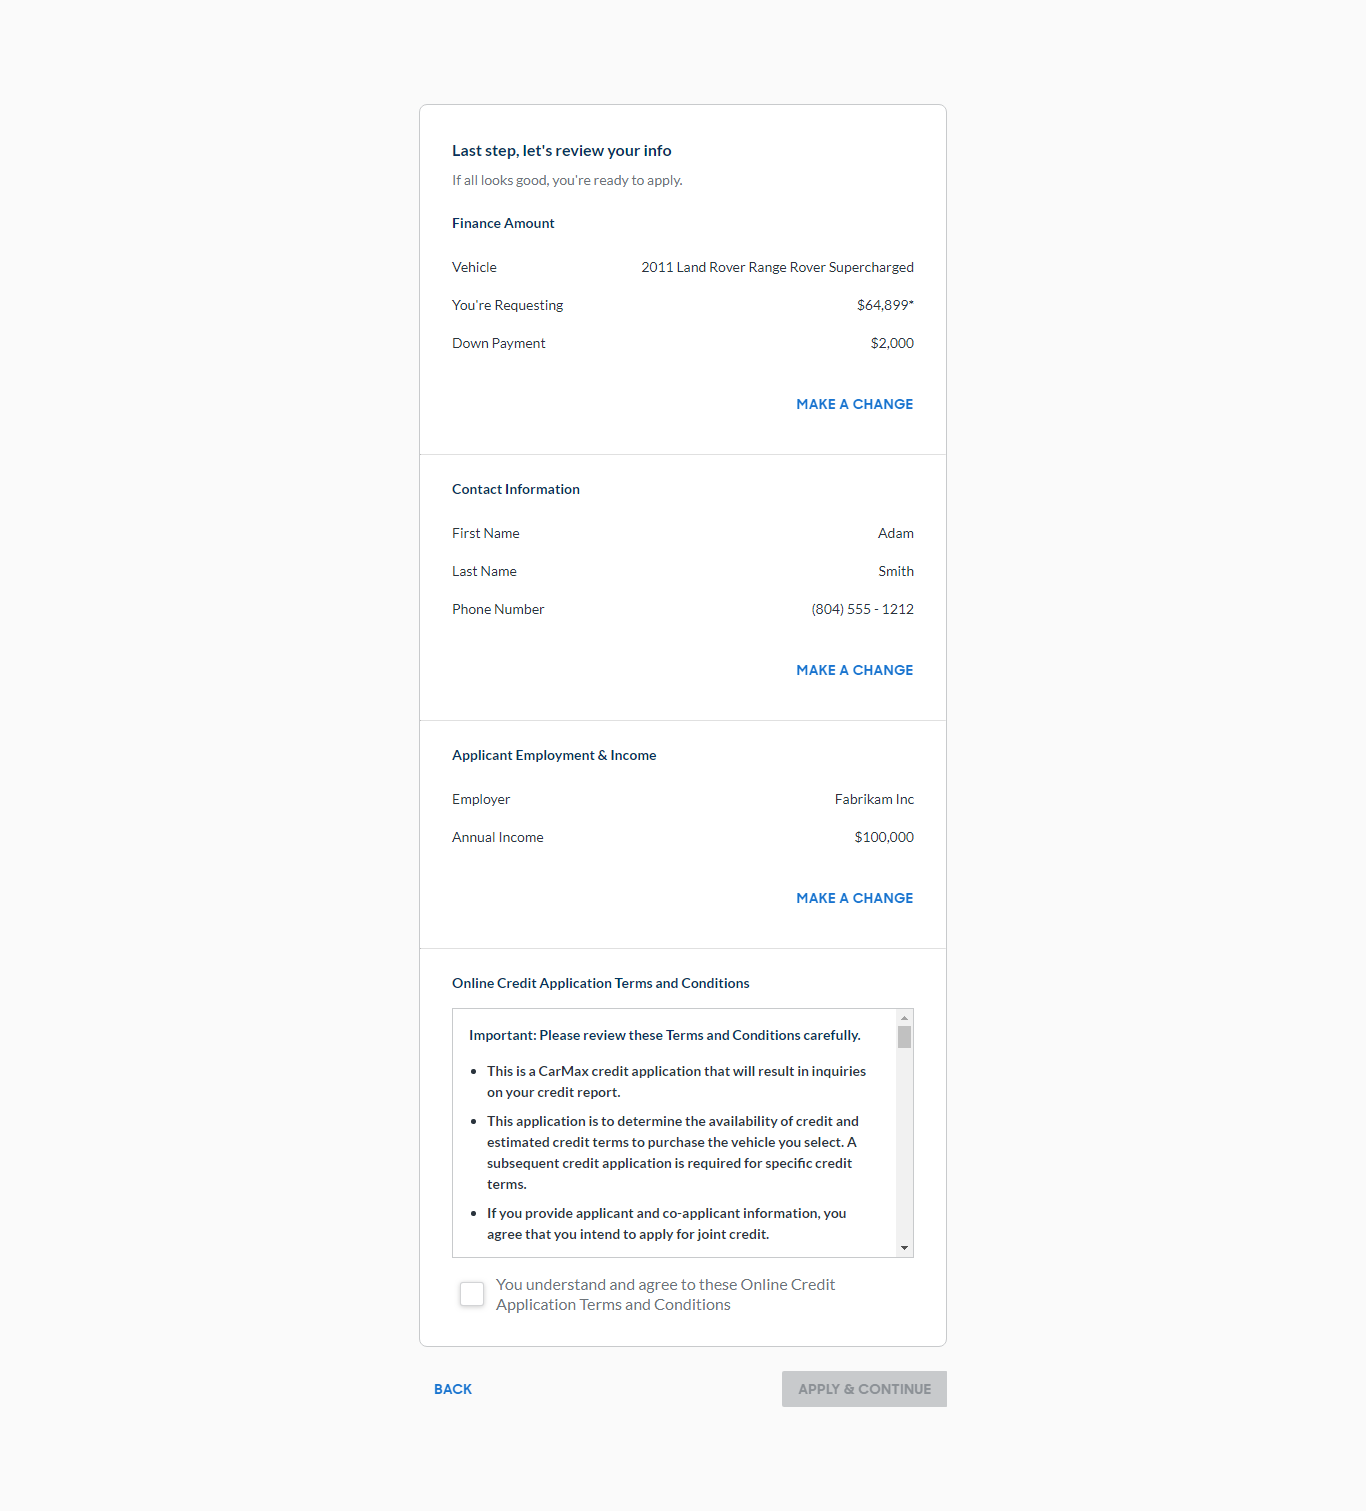 Last step, let's review your info
If all looks good, you're ready to apply.
Finance Amount
Vehicle 2011 Land Rover Range Rover Supercharged
You're Requesting $64,899*
Down Payment $2,000
MAKE A CHANGE
Contact Information
First Name Adam
Last Name Smith
Phone Number (804) 555 - 1212
MAKE A CHANGE
Applicant Employment & Income
Employer Fabrikam Inc
Annual Income $100,000
MAKE A CHANGE
Online Credit Application Terms and Conditions
Important: Please review these Terms and Conditions carefully.
• This is a CarMax credit application that will result in inquiries
on your credit report.
• This application is to determine the availability of credit and
estimated credit terms to purchase the vehicle you select. A
subsequent credit application is required for specific credit
terms.
• If you provide applicant and co-applicant information, you
agree that you intend to apply for joint credit.
You understand and agree to these Online Credit
Application Terms and Conditions
BACK APPLY & CONTINUE